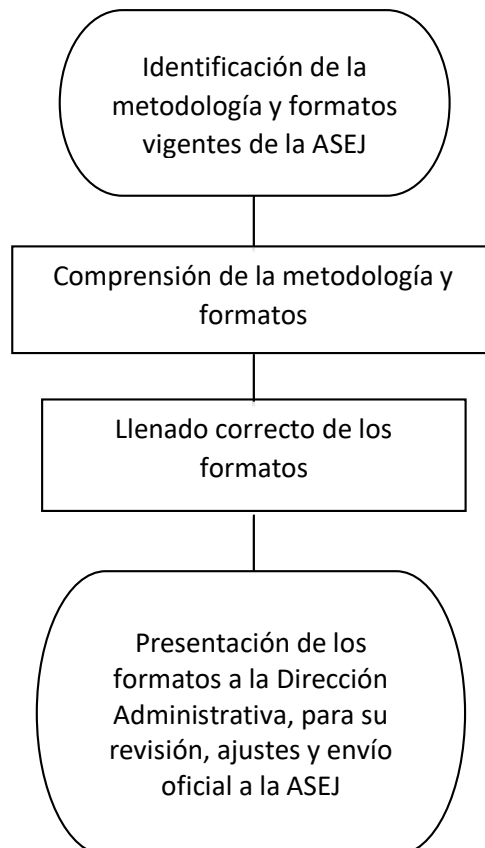 Identificación de la
metodología y formatos
vigentes de la ASEJ
Comprensión de la metodología y
formatos
Llenado correcto de los
formatos
Presentación de los
formatos a la Dirección
Administrativa, para su
revisión, ajustes y envío
oficial a la ASEJ